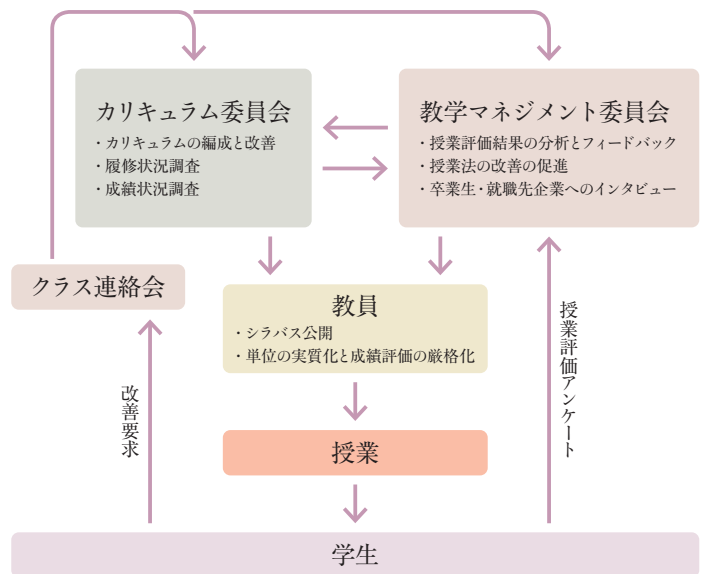 カリキュラム委員会
・カリキュラムの編成と改善
・履修状況調査
・成績状況調査
教学マネジメント委員会
・授業評価結果の分析とフィードバック
・授業法の改善の促進
・卒業生・就職先企業へのインタビュー
クラス連絡会
教員
・シラバス公開
・単位の実質化と成績評価の厳格化
改善要求
授業評価アンケート
授業
学生